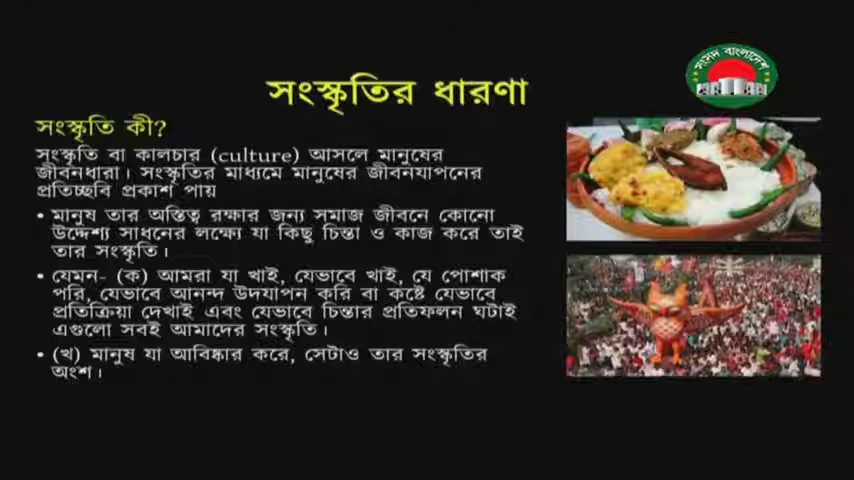 সংসদ বাংলাদেশ
সংস্কৃতির ধারণা
সংস্কৃতি কী?
সংস্কৃতি বা কালচার (culture) আসলে মানুষের
জীবনধারা। সংস্কৃতির মাধ্যমে মানুষের জীবনযাপনের
প্রতিচ্ছবি প্রকাশ পায়
• মানুষ তার অস্তিত্ব রক্ষার জন্য সমাজ জীবনে কোনো
উদ্দেশ্য সাধনের লক্ষ্যে যা কিছু চিন্তা ও কাজ করে তাই
তার সংস্কৃতি।
• যেমন- (ক) আমরা যা খাই, যেভাবে খাই, যে পোশাক
পরি, যেভাবে আনন্দ উদযাপন করি বা কষ্টে যেভাবে
প্রতিক্রিয়া দেখাই এবং যেভাবে চিন্তার প্রতিফলন ঘটাই
এগুলো সবই আমাদের সংস্কৃতি।
• (খ) মানুষ যা আবিষ্কার করে, সেটাও তার সংস্কৃতির
অংশ।